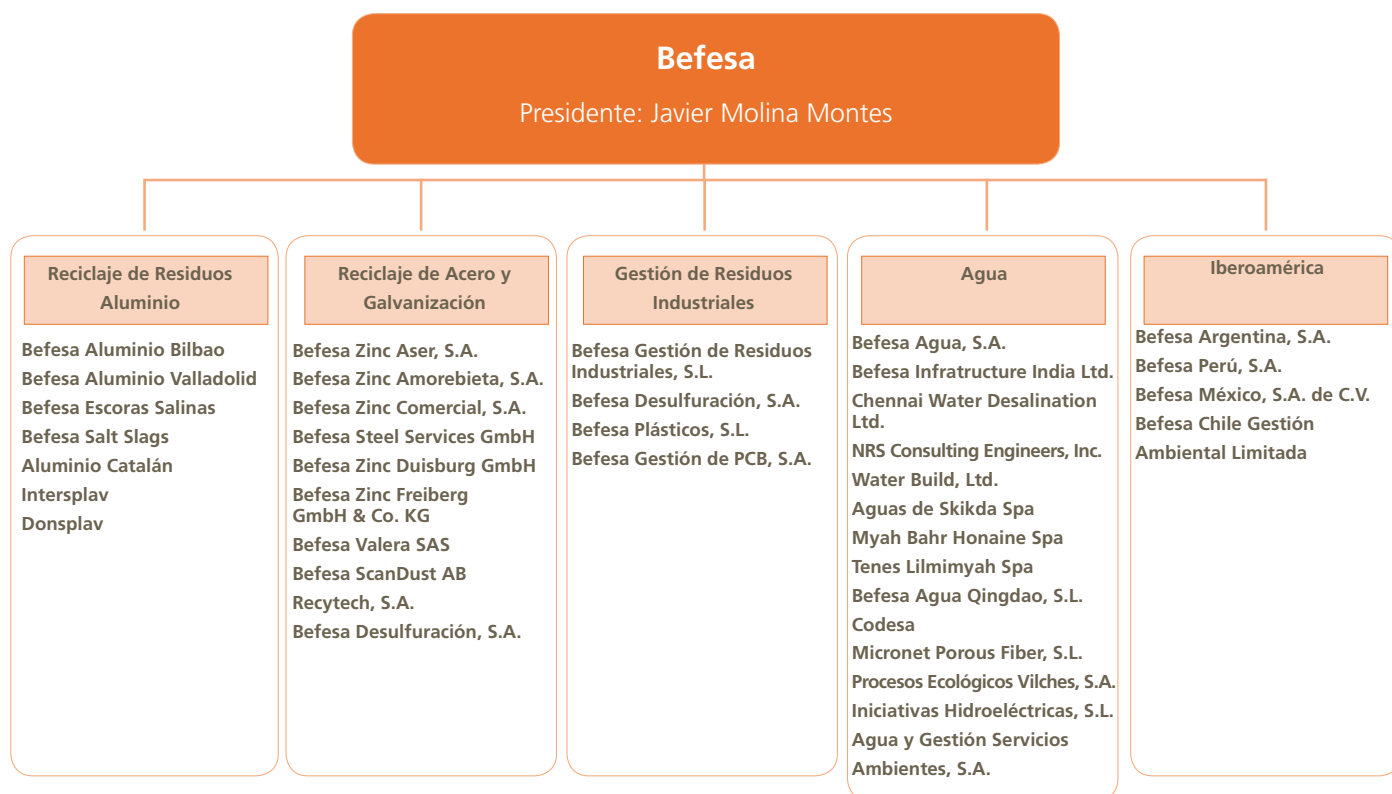 Befesa
Presidente: Javier Molina Montes
Reciclaje de Residuos
Aluminio
Befesa Aluminio Bilbao
Befesa Aluminio Valladolid
Befesa Escoras Salinas
Befesa Salt Slags
Aluminio Catalán
Intersplav
Donsplav
Reciclaje de Acero y
Galvanización
Befesa Zinc Aser, S.A.
Befesa Zinc Amorebieta, S.A.
Befesa Zinc Comercial, S.A.
Befesa Steel Services GmbH
Befesa Zinc Duisburg GmbH
Befesa Zinc Freiberg
GmbH & Co. KG
Befesa Valera SAS
Befesa ScanDust AB
Recytech, S.A.
Befesa Desulfuración, S.A.
Gestión de Residuos
Industriales
Befesa Gestión de Residuos
Industriales, S.L.
Befesa Desulfuración, S.A.
Befesa Plásticos, S.L.
Befesa Gestión de PCB, S.A.
Agua
Befesa Agua, S.A.
Befesa Infratructure India Ltd.
Chennai Water Desalination
Ltd.
NRS Consulting Engineers, Inc.
Water Build, Ltd.
Aguas de Skikda Spa
Myah Bahr Honaine Spa
Tenes Lilmimyah Spa
Befesa Agua Qingdao, S.L.
Codesa
Micronet Porous Fiber, S.L.
Procesos Ecológicos Vilches, S.A.
Iniciativas Hidroeléctricas, S.L.
Agua y Gestión Servicios
Ambientes, S.A.
Iberoamérica
Befesa Argentina, S.A.
Befesa Perú, S.A.
Befesa México, S.A. de C.V.
Befesa Chile Gestión
Ambiental Limitada